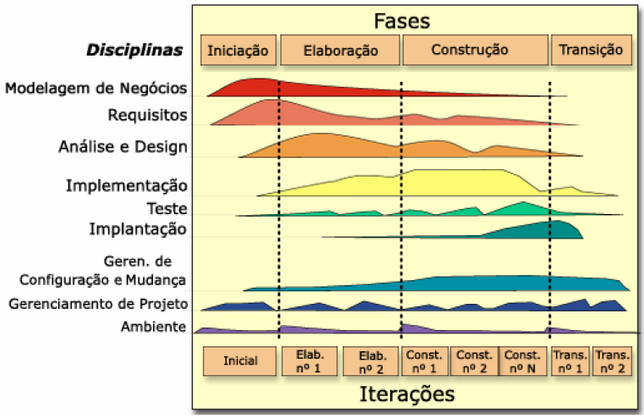 Fases
Disciplinas
Iniciação Elaboração Construção Transição
Modelagem de Negócios
Requisitos
Análise e Design
Implementação
Teste
Implantação
Geren. de
Configuração e Mudança
Gerenciamento de Projeto
Ambiente
Inicial
Elab.
nº 1
Elab.
nº 2
Const.
nº 1
Const.
nº 2
Const.
nº N
Trans.
nº 1
Trans.
nº 2
Iterações